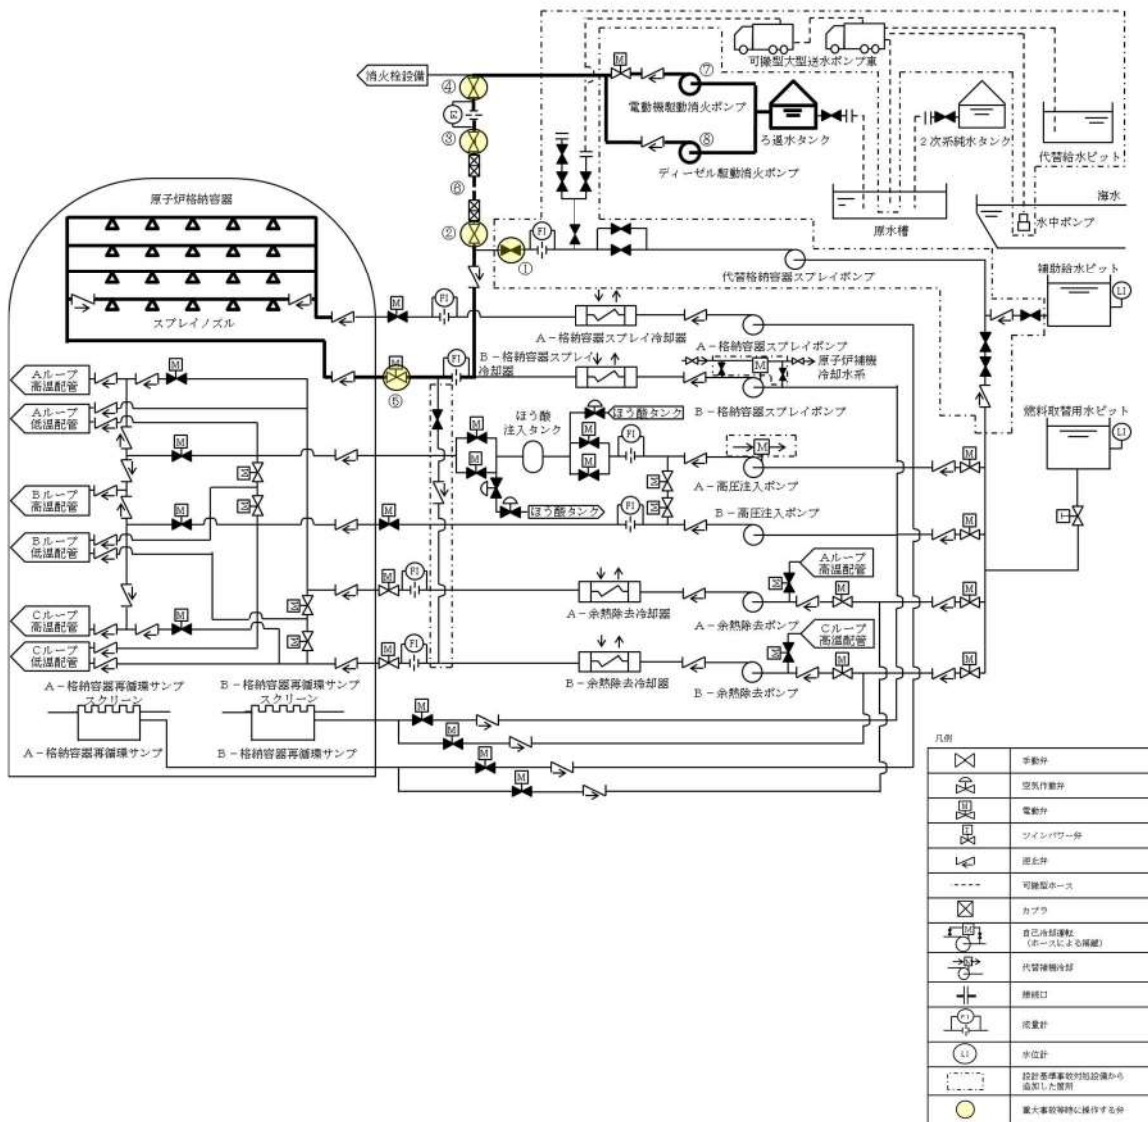 可搬型大型送水ポンプ車
消火栓設備
④
M
⑦
電動機駆動消火ポンプ
ろ過水タンク
2次系純水タンク
代替給水ピット
③
⑧
ディーゼル駆動消火ポンプ
⑥
原水槽
海水
水中ポンプ
原子炉格納容器
②
FI
①
代替格納容器スプレイポンプ
補助給水ピット
LI
スプレイノズル
M
FI
A-格納容器スプレイ冷却器
A-格納容器スプレイポンプ
B-格納容器スプレイ
冷却器
M
原子炉補機
冷却水系
M
FI
⑤
B-格納容器スプレイポンプ
燃料取替用水ピット
LI
Aループ
高温配管
M
Aループ
低温配管
ほう酸
注入タンク
ほう酸タンク
M
M
M
FI
M
A-高圧注入ポンプ
M
M
M
M
M
Bループ
高温配管
M
M
M
ほう酸タンク
FI
M
B-高圧注入ポンプ
M
Bループ
低温配管
Aループ
高温配管
M
FI
M
M
M
A-余熱除去冷却器
A-余熱除去ポンプ
M
Cループ
高温配管
M
Cループ
高温配管
Cループ
低温配管
M
M
FI
M
M
M
B-余熱除去冷却器
B-余熱除去ポンプ
A-格納容器再循環サンプ
スクリーン
B-格納容器再循環サンプ
スクリーン
M
M
A-格納容器再循環サンプ
B-格納容器再循環サンプ
M
M
凡例
手動弁
空気作動弁
M
電動弁
T
ツインパワー弁
逆止弁
可搬型ホース
カプラ
M
自己冷却運転
(ホースによる接続)
M
代替補機冷却
接続口
FI
流量計
LI
水位計
設計基準事故対処設備から
追加した箇所
重大事故等時に操作する弁